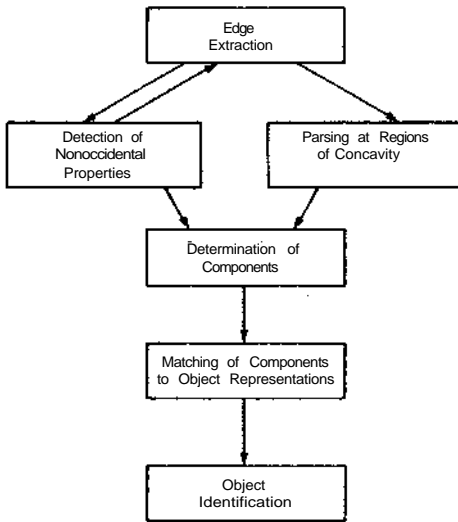 Edge
Extraction
Detection of
Nonoccidental
Properties
Parsing at Regions
of Concavity
Determination of
Components
Matching of Components
to Object Representations
Object
Identification